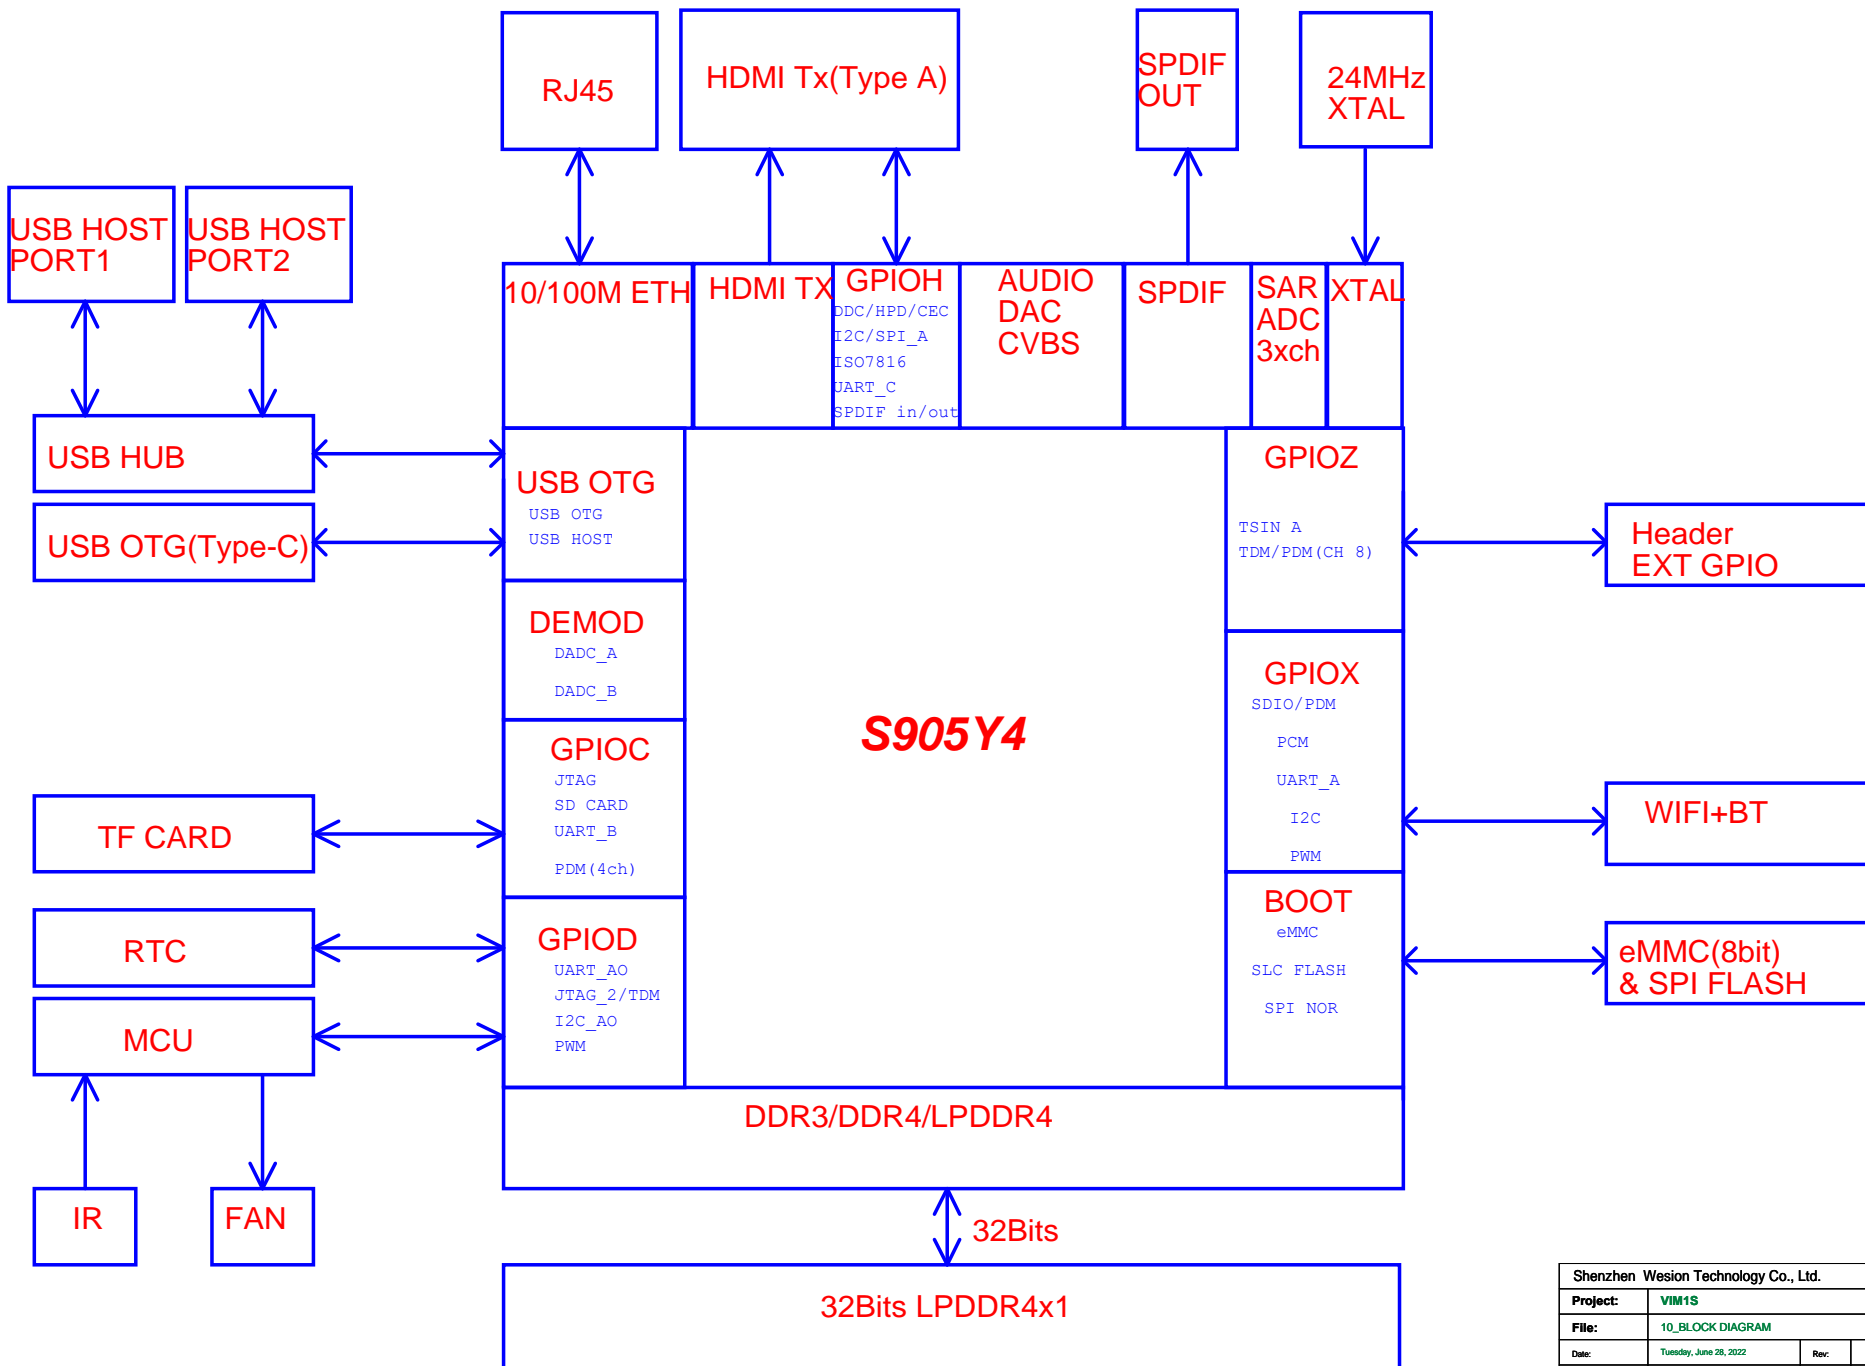 RJ45
HDMI Tx(Type A)
SPDIF
OUT
24MHz
XTAL
USB HOST
PORT1
USB HOST
PORT2
10/100M ETH
HDMI TX
GPIOH
DDC/HPD/CEC
I2C/SPI_A
ISO7816
UART_C
SPDIF in/out
AUDIO
DAC
CVBS
SPDIF
SAR
ADC
3xch
XTAL
USB HUB
USB OTG(Type-C)
USB OTG
USB OTG
USB HOST
GPIOZ
TSIN A
TDM/PDM(CH 8)
Header
EXT GPIO
DEMOD
DADC_A
DADC_B
S905Y4
GPIOX
SDIO/PDM
PCM
UART_A
I2C
PWM
WIFI+BT
TF CARD
GPIOC
JTAG
SD CARD
UART_B
PDM(4ch)
RTC
MCU
GPIOD
UART_AO
JTAG_2/TDM
I2C_AO
PWM
BOOT
eMMC
SLC FLASH
SPI NOR
eMMC(8bit)
& SPI FLASH
DDR3/DDR4/LPDDR4
IR
FAN
32Bits
32Bits LPDDR4x1
Shenzhen Wesion Technology Co., Ltd.
Project: VIM1S
File: 10_BLOCK DIAGRAM
Date: Tuesday, June 28, 2022 Rev: